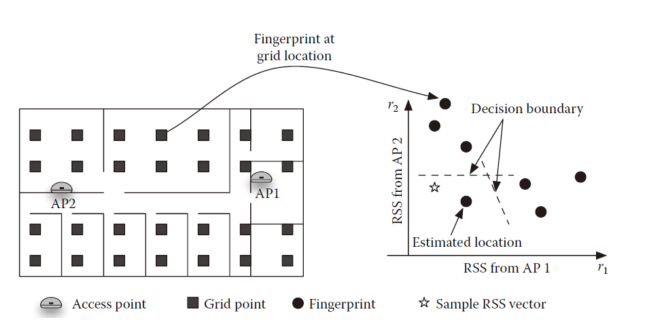 Fingerprint at
grid location
r2
Decision boundary
RSS from AP 2
AP2
AP1
Estimated location
RSS from AP 1
r1
Access point
Grid point
Fingerprint
Sample RSS vector